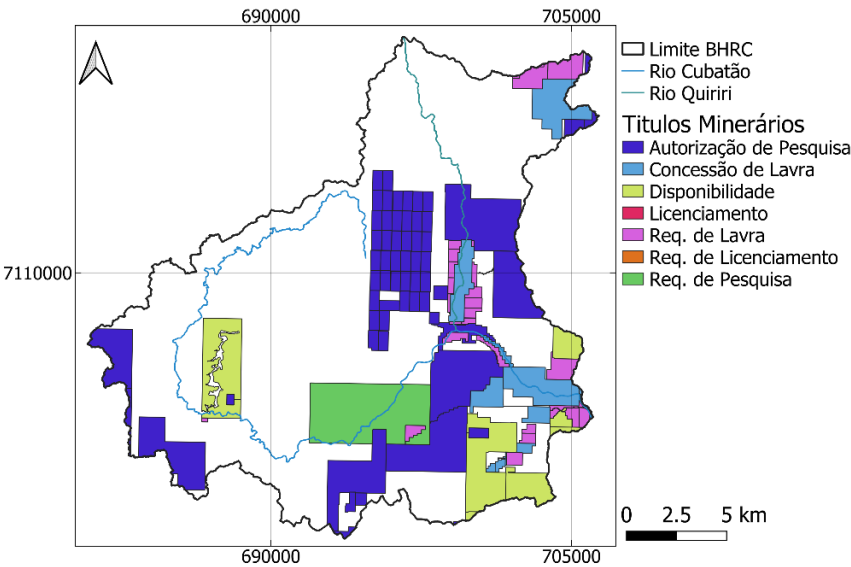 690000 705000
Limite BHRC
Rio Cubatão
Rio Quiriri
Titulos Minerários
Autorização de Pesquisa
Concessão de Lavra
Disponibilidade
Licenciamento
Req. de Lavra
Req. de Licenciamento
Req. de Pesquisa
7110000
0 2.5 5 km
690000 705000